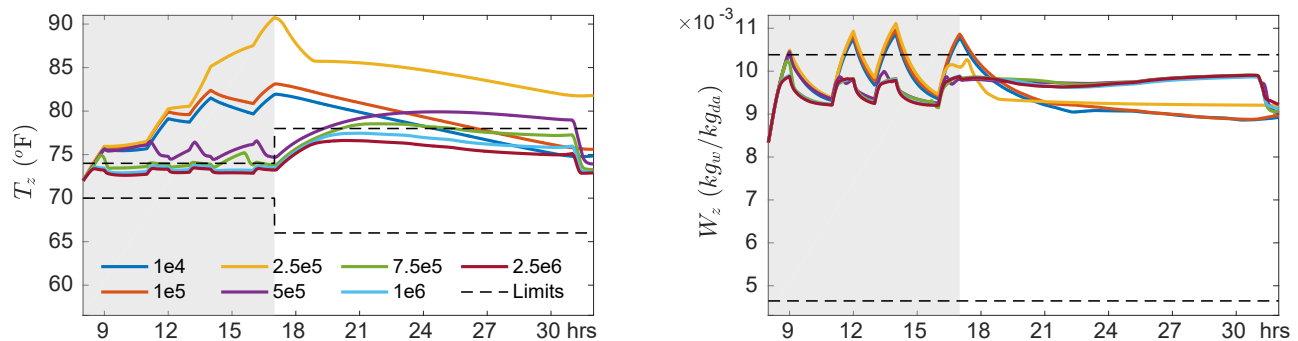 90
85
80
75
70
65
60
T_z (°F)
1e4 2.5e5 7.5e5 2.5e6
1e5 5e5 1e6 Limits
9 12 15 18 21 24 27 30 hrs
×10⁻³
11
10
9
8
7
6
5
W_z (kg_w/kg_da)
9 12 15 18 21 24 27 30 hrs